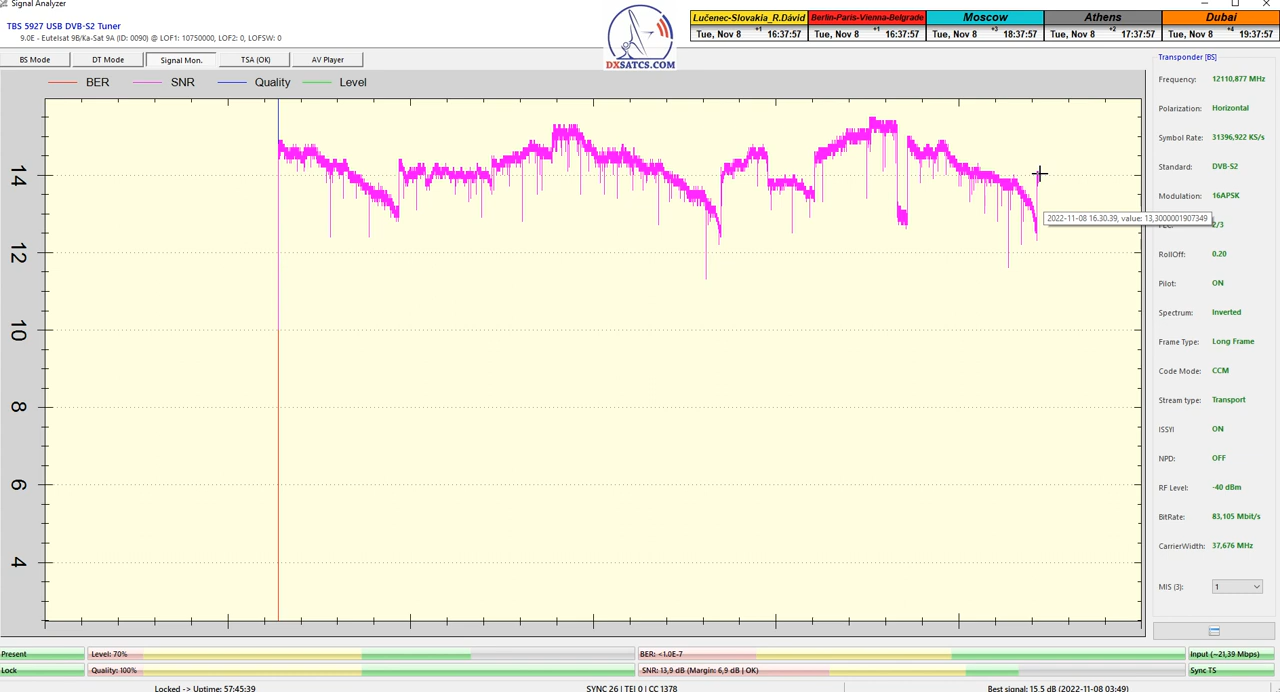 Signal Analyzer
TBS 5927 USB DVB-S2 Tuner
9.0E - Eutelsat 9B/Ka-Sat 9A (ID: 0090) @ LOF1: 10750000, LOF2: 0, LOFSW: 0
DXSATCS.COM
Lučenec-Slovakia_R.Dávid Berlin-Paris-Vienna-Belgrade Moscow Athens Dubai
Tue, Nov 8 +1 16:37:57 Tue, Nov 8 +1 16:37:57 Tue, Nov 8 +3 18:37:57 Tue, Nov 8 +2 17:37:57 Tue, Nov 8 +4 19:37:57
BS Mode DT Mode Signal Mon. TSA (OK) AV Player
BER SNR Quality Level
14
12
10
8
6
4
2022-11-08 16.30.39, value: 13,3000001907349
Transponder [BS]
Frequency: 12110,877 MHz
Polarization: Horizontal
Symbol Rate: 31396,922 KS/s
Standard: DVB-S2
Modulation: 16APSK
2/3
RollOff: 0.20
Pilot: ON
Spectrum: Inverted
Frame Type: Long Frame
Code Mode: CCM
Stream type: Transport
ISSYI ON
NPD: OFF
RF Level: -40 dBm
BitRate: 83,105 Mbit/s
CarrierWidth: 37,676 MHz
MIS (3): 1
Present Level: 70% BER: <1.0E-7 Input (~21,39 Mbps)
Lock Quality: 100% SNR: 13,9 dB (Margin: 6,9 dB | OK) Sync TS
Locked -> Uptime: 57:45:39 SYNC 26 | TEI 0 | CC 1378 Best signal: 15.5 dB (2022-11-08 03:49)